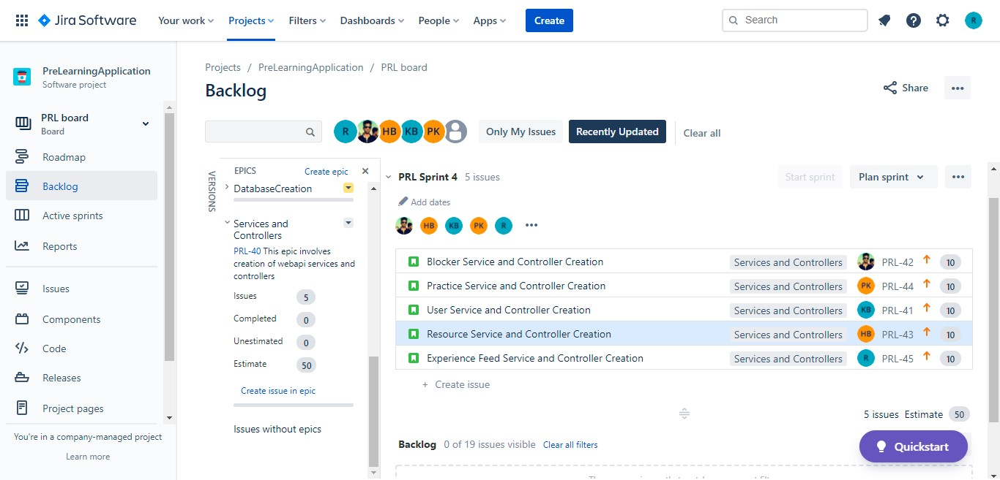 Jira Software Your work Projects Filters Dashboards People Apps Create Search R
PreLearningApplication
Software project
PRL board
Board
Roadmap
Backlog
Active sprints
Reports
Issues
Components
Code
Releases
Project pages
You're in a company-managed project
Learn more
Projects / PreLearningApplication / PRL board
Backlog
Share
R HB KB PK Only My Issues Recently Updated Clear all
VERSIONS
EPICS Create epic
DatabaseCreation
Services and
Controllers
PRL-40 This epic involves
creation of webapi services and
controllers
Issues 5
Completed 0
Unestimated 0
Estimate 50
Create issue in epic
Issues without epics
PRL Sprint 4 5 issues Start sprint Plan sprint
Add dates
HB KB PK R
Blocker Service and Controller Creation Services and Controllers PRL-42 10
Practice Service and Controller Creation Services and Controllers PK PRL-44 10
User Service and Controller Creation Services and Controllers KB PRL-41 10
Resource Service and Controller Creation Services and Controllers HB PRL-43 10
Experience Feed Service and Controller Creation Services and Controllers R PRL-45 10
+ Create issue
5 issues Estimate 50
Backlog 0 of 19 issues visible Clear all filters
Quickstart